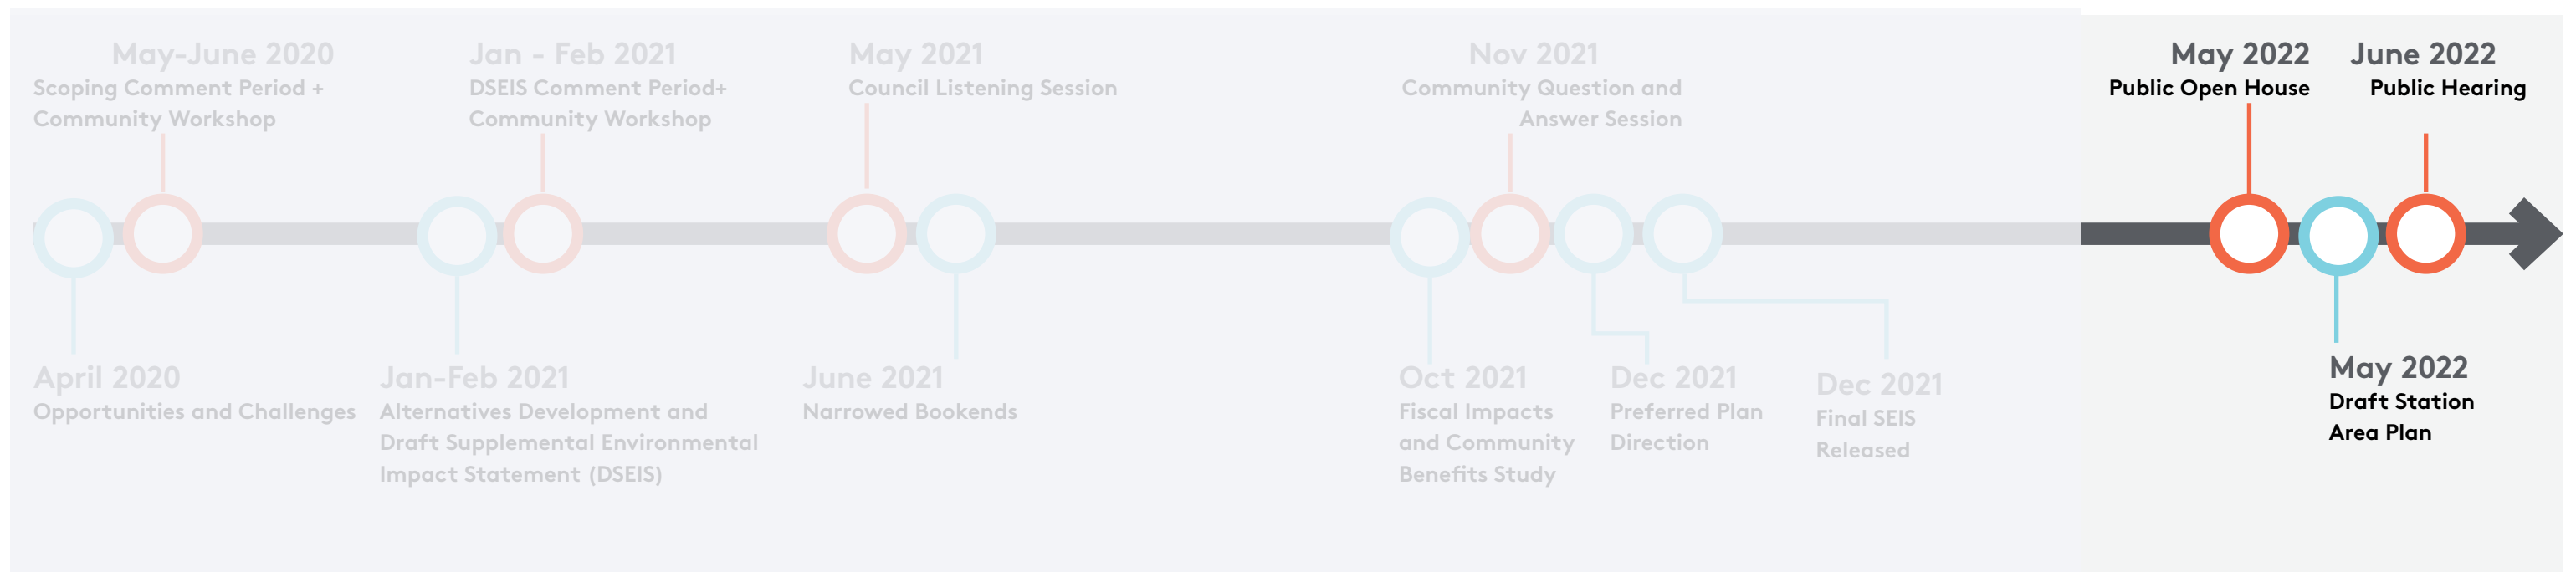 May-June 2020
Scoping Comment Period +
Community Workshop
Jan - Feb 2021
DSEIS Comment Period+
Community Workshop
May 2021
Council Listening Session
Nov 2021
Community Question and
Answer Session
May 2022
Public Open House
June 2022
Public Hearing
April 2020
Opportunities and Challenges
Jan-Feb 2021
Alternatives Development and
Draft Supplemental Environmental
Impact Statement (DSEIS)
June 2021
Narrowed Bookends
Oct 2021
Fiscal Impacts
and Community
Benefits Study
Dec 2021
Preferred Plan
Direction
Dec 2021
Final SEIS
Released
May 2022
Draft Station
Area Plan